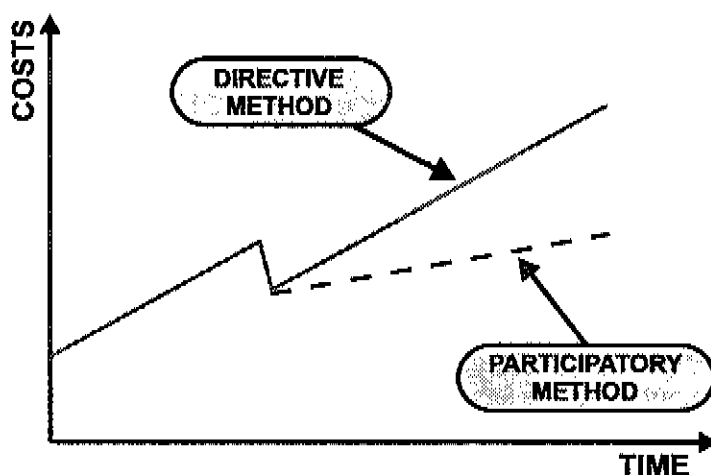 COSTS
DIRECTIVE
METHOD
PARTICIPATORY
METHOD
TIME